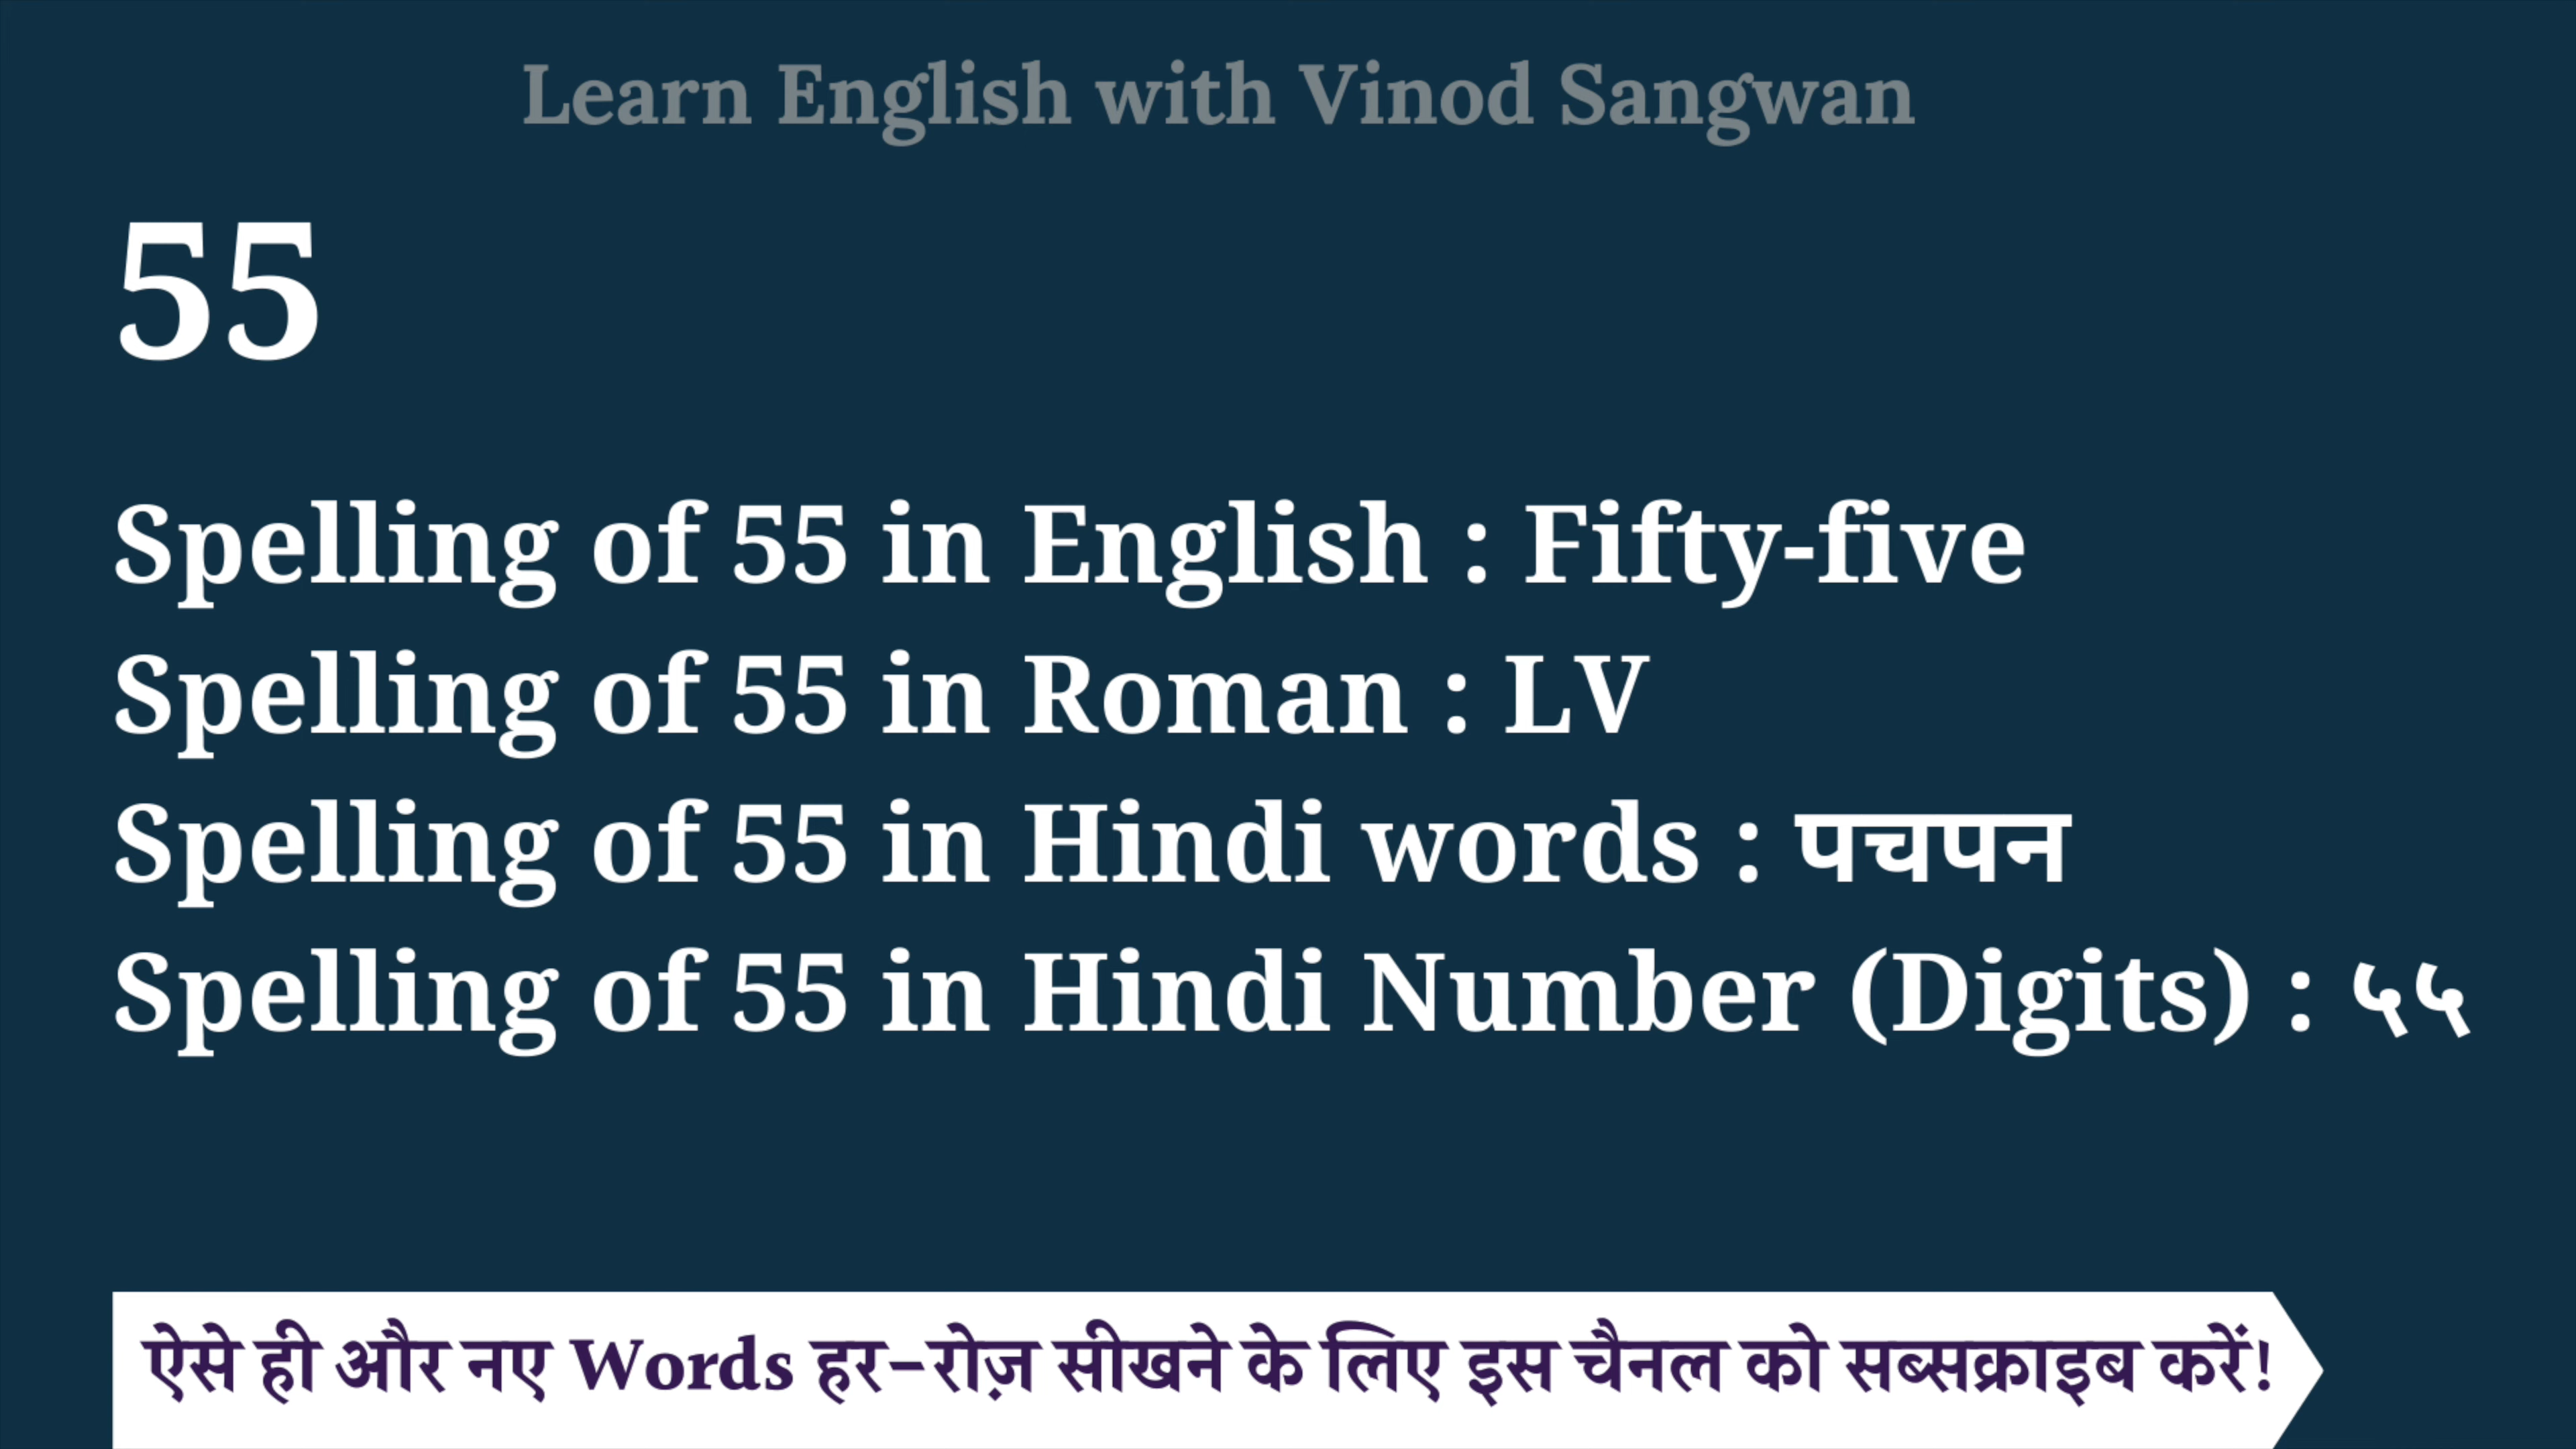 Learn English with Vinod Sangwan
55
Spelling of 55 in English : Fifty-five
Spelling of 55 in Roman : LV
Spelling of 55 in Hindi words : पचपन
Spelling of 55 in Hindi Number (Digits) : ५५
ऐसे ही और नए Words हर-रोज़ सीखने के लिए इस चैनल को सब्सक्राइब करें!